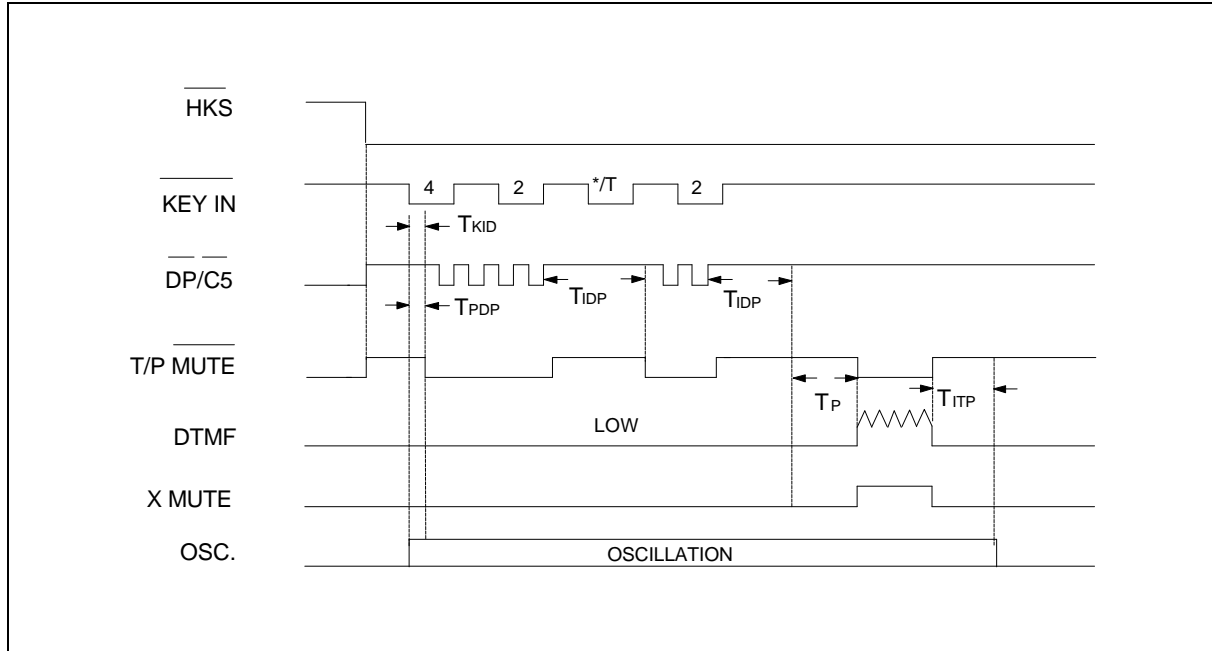 HKS
KEY IN
4 2 */T 2
TKID
DP/C5
TIDP TIDP
TPDP
T/P MUTE
TP TITP
LOW
DTMF
X MUTE
OSC.
OSCILLATION